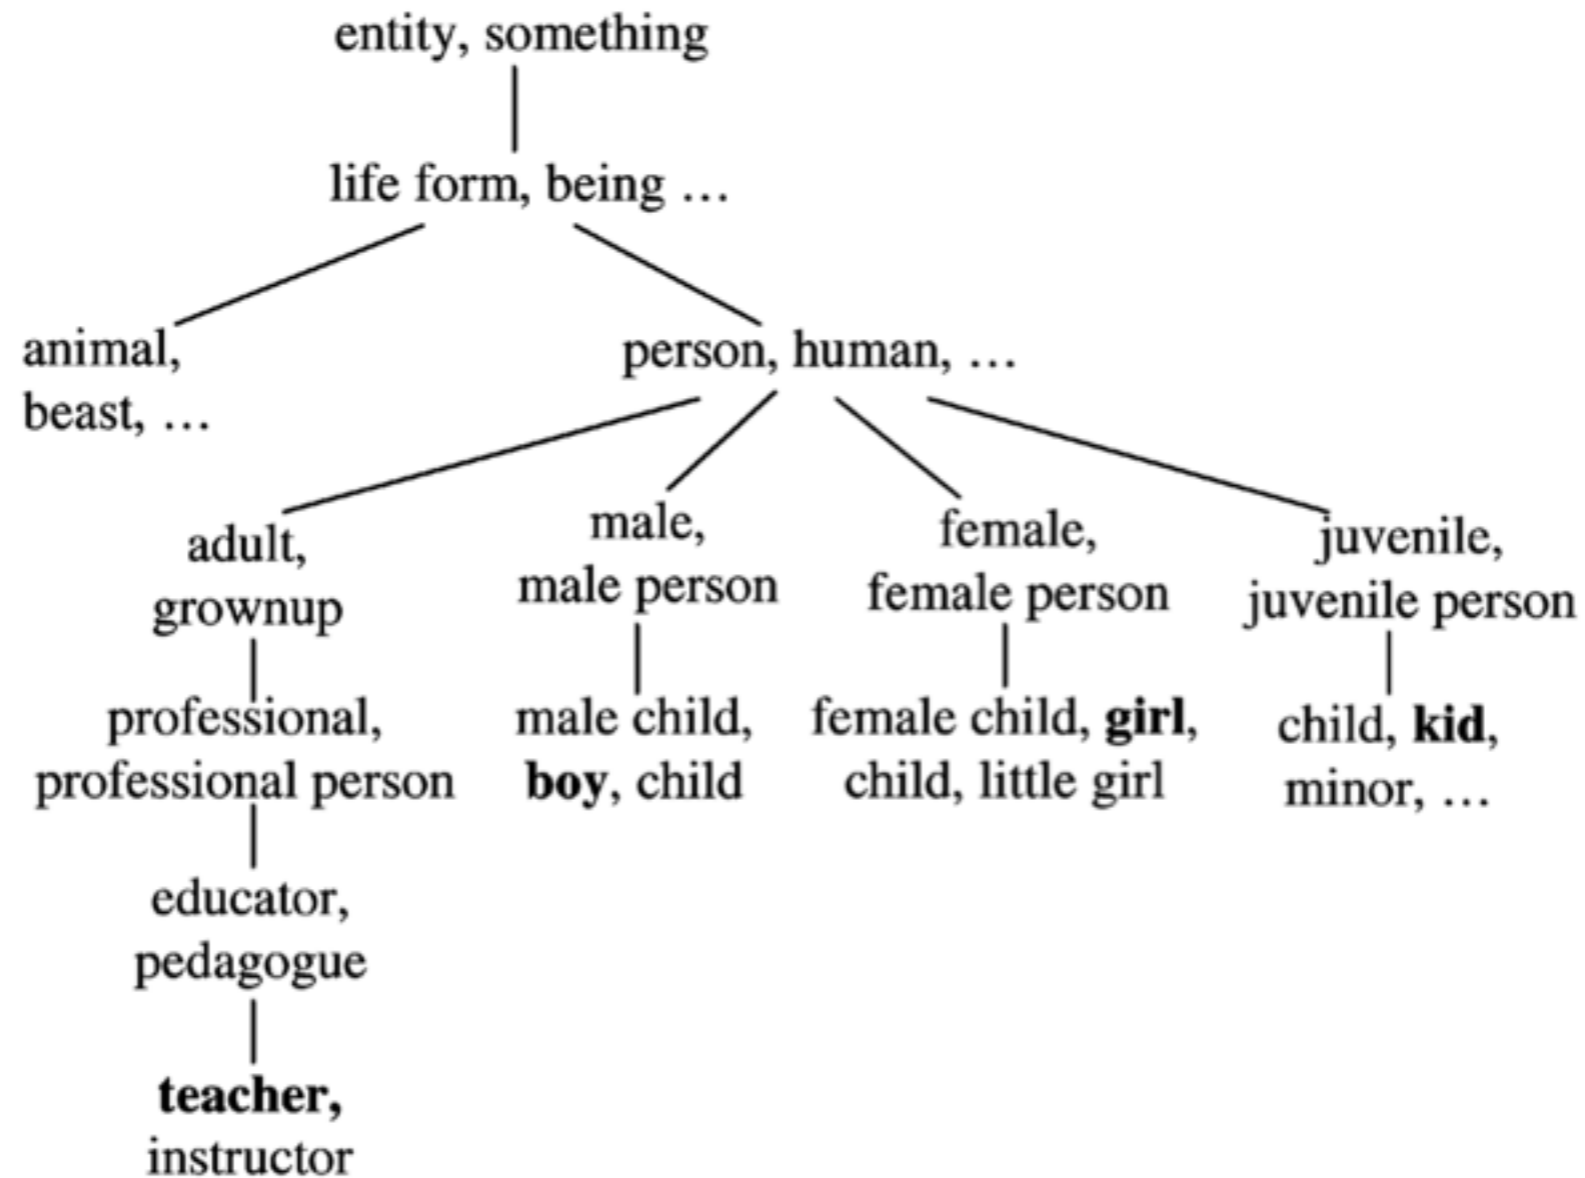 entity, something
life form, being ...
animal,
beast, ...
person, human, ...
adult,
grownup
male,
male person
female,
female person
juvenile,
juvenile person
professional,
professional person
male child,
boy, child
female child, girl,
child, little girl
child, kid,
minor, ...
educator,
pedagogue
teacher,
instructor